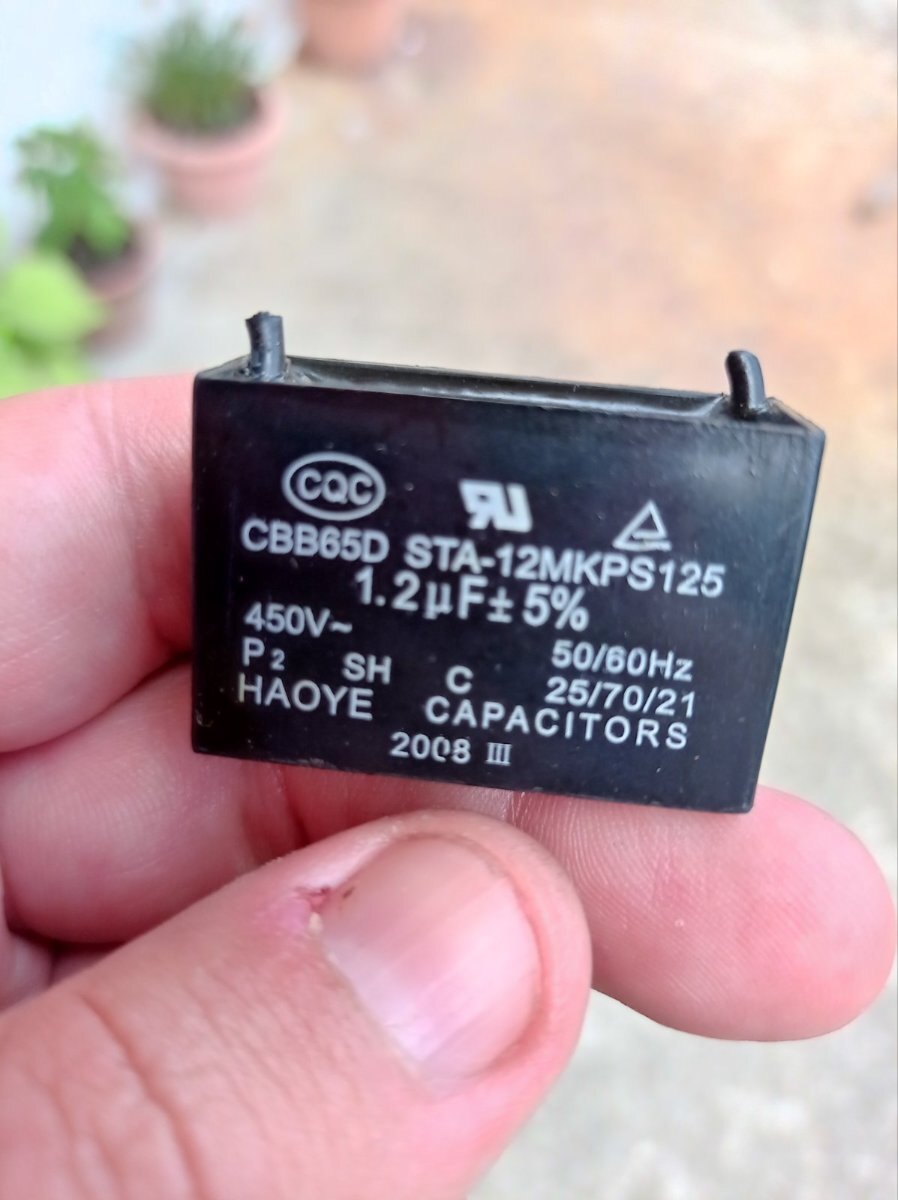 CQC
CBB65D STA-12MKPS125
1.2µF±5%
450V~ 50/60Hz
P2 SH C 25/70/21
HAOYE CAPACITORS
2008 III